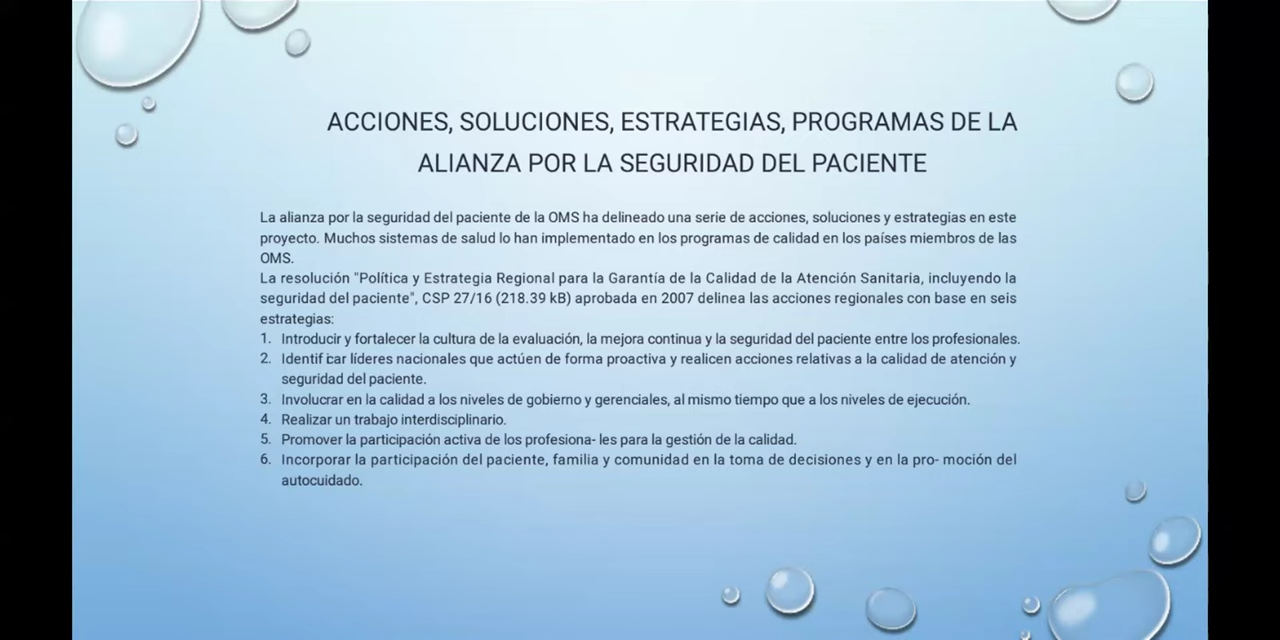 ACCIONES, SOLUCIONES, ESTRATEGIAS, PROGRAMAS DE LA
ALIANZA POR LA SEGURIDAD DEL PACIENTE
La alianza por la seguridad del paciente de la OMS ha delineado una serie de acciones, soluciones y estrategias en este
proyecto. Muchos sistemas de salud lo han implementado en los programas de calidad en los países miembros de las
OMS.
La resolución "Política y Estrategia Regional para la Garantía de la Calidad de la Atención Sanitaria, incluyendo la
seguridad del paciente", CSP 27/16 (218.39 kB) aprobada en 2007 delinea las acciones regionales con base en seis
estrategias:
1. Introducir y fortalecer la cultura de la evaluación, la mejora continua y la seguridad del paciente entre los profesionales.
2. Identif icar líderes nacionales que actúen de forma proactiva y realicen acciones relativas a la calidad de atención y
seguridad del paciente.
3. Involucrar en la calidad a los niveles de gobierno y gerenciales, al mismo tiempo que a los niveles de ejecución.
4. Realizar un trabajo interdisciplinario.
5. Promover la participación activa de los profesiona- les para la gestión de la calidad.
6. Incorporar la participación del paciente, familia y comunidad en la toma de decisiones y en la pro- moción del
autocuidado.